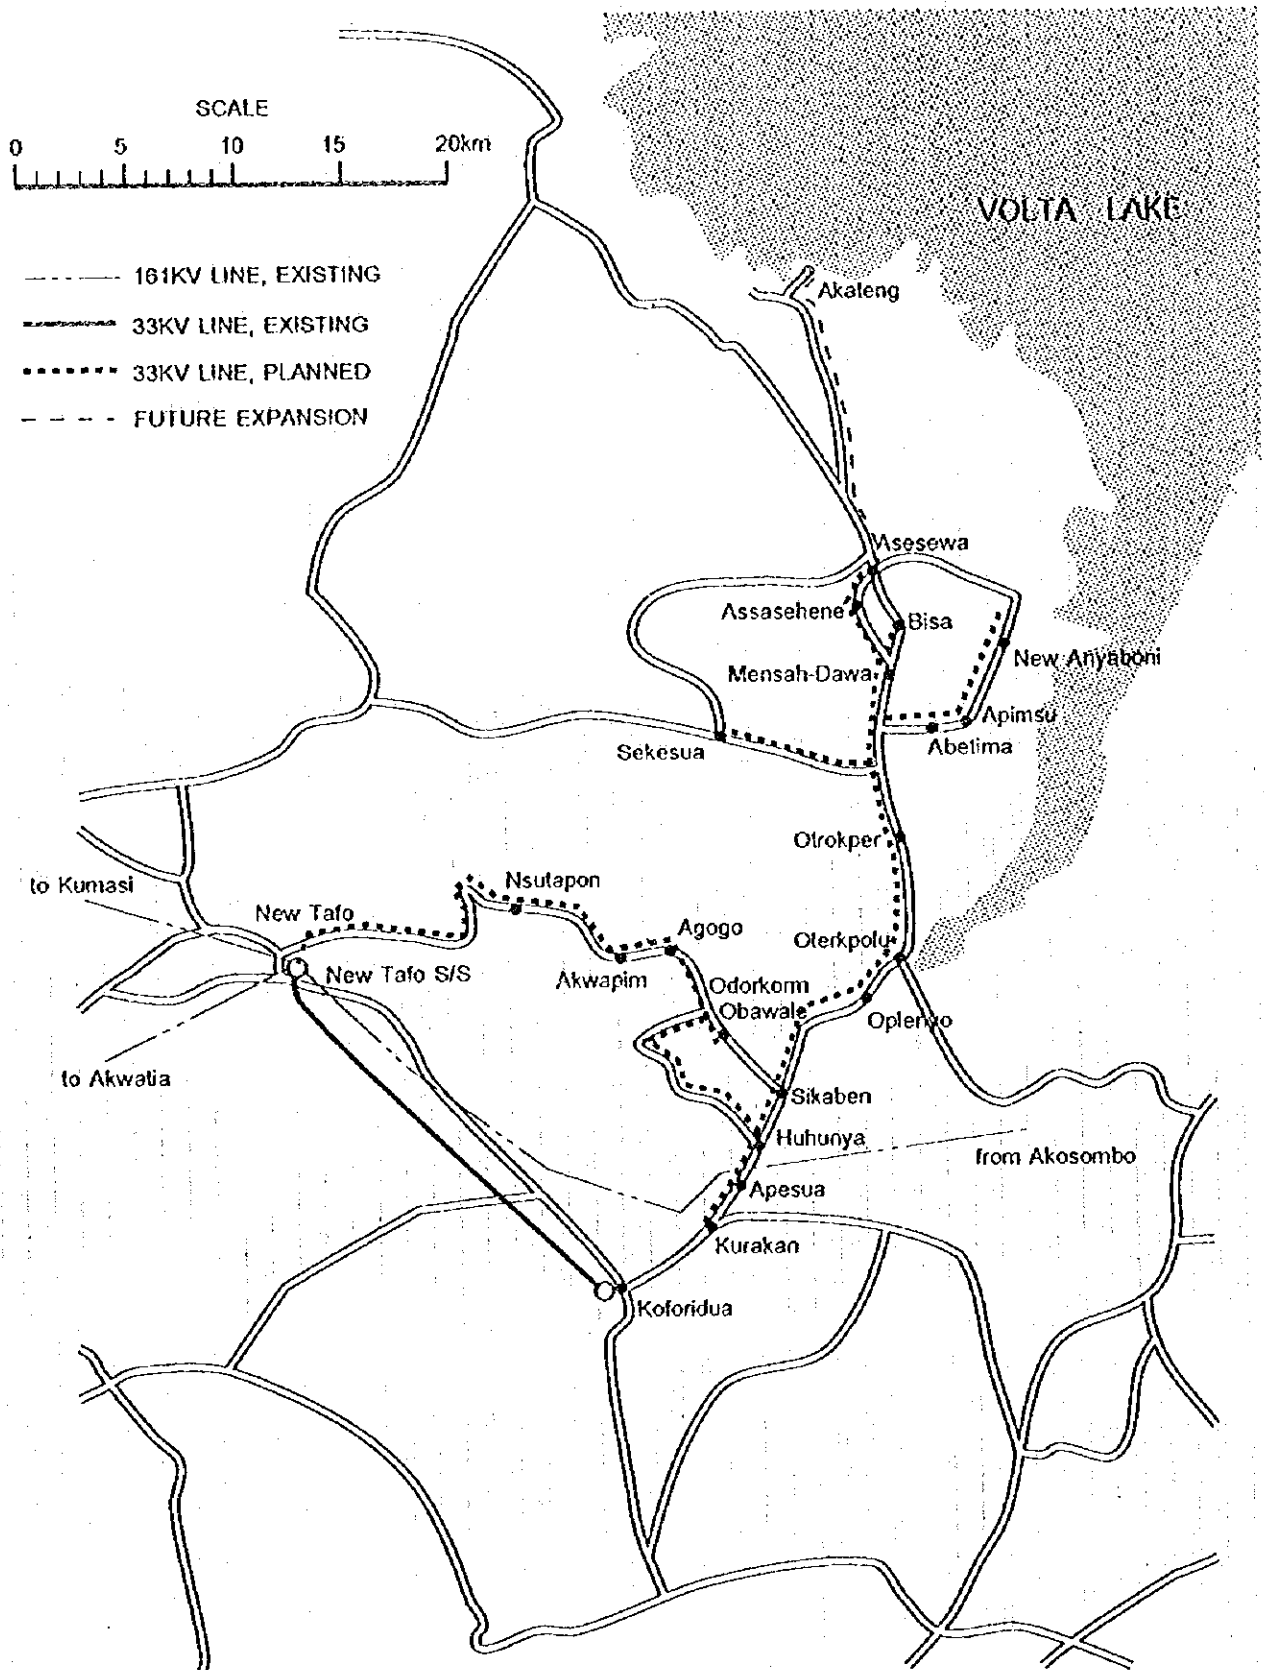 SCALE
0 5 10 15 20km
VOLTA LAKE
161KV LINE, EXISTING
33KV LINE, EXISTING
33KV LINE, PLANNED
FUTURE EXPANSION
Akateng
Asesewa
Assasehene
Bisa
New Anyaboni
Mensah-Dawa
Apimsu
Abetima
Sekesua
Otrokper
to Kumasi
Nsutapon
New Tafo
Agogo
Oterkpolu
New Tafo S/S
Akwapim
Odorkorm
Obawale
Oplenyo
to Akwatia
Sikaben
Huhunya
from Akosombo
Apesua
Kurakan
Koforidua